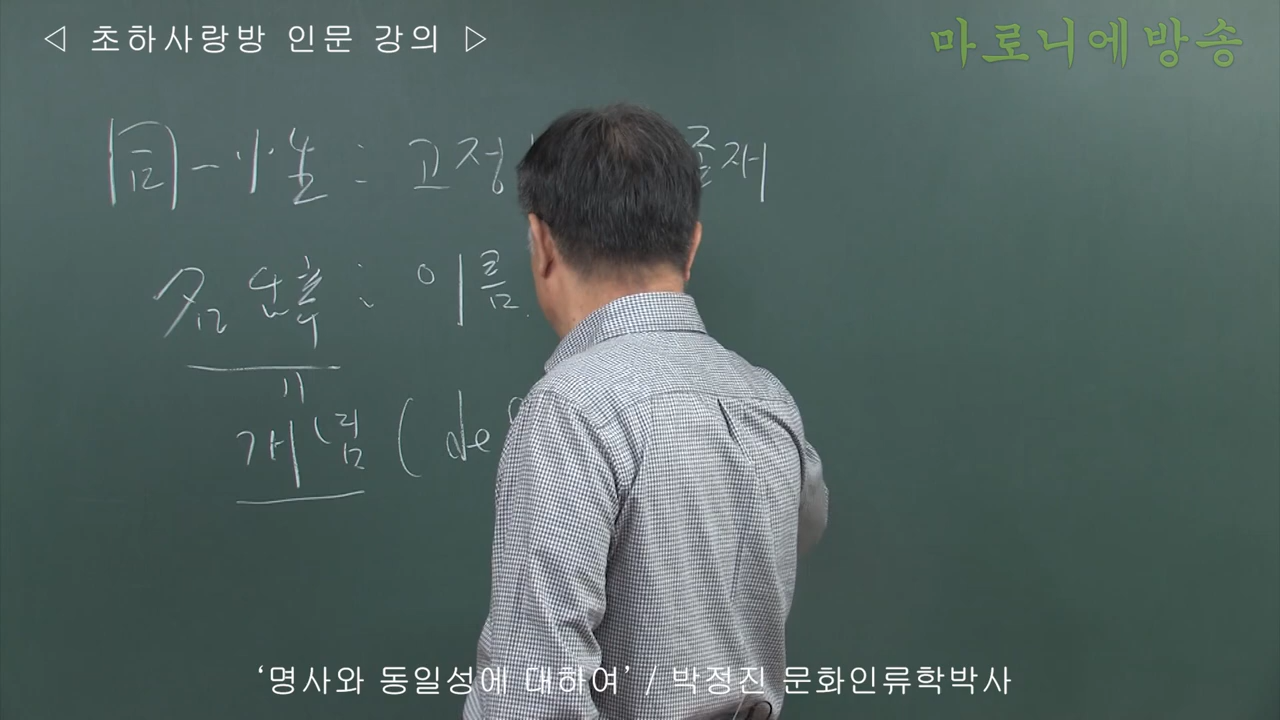 ◁ 초하사랑방 인문 강의 ▷
마로니에방송
同一性 : 고정 존재
名 : 이름
개념 (de
‘명사와 동일성에 대하여’ / 박정진 문화인류학박사